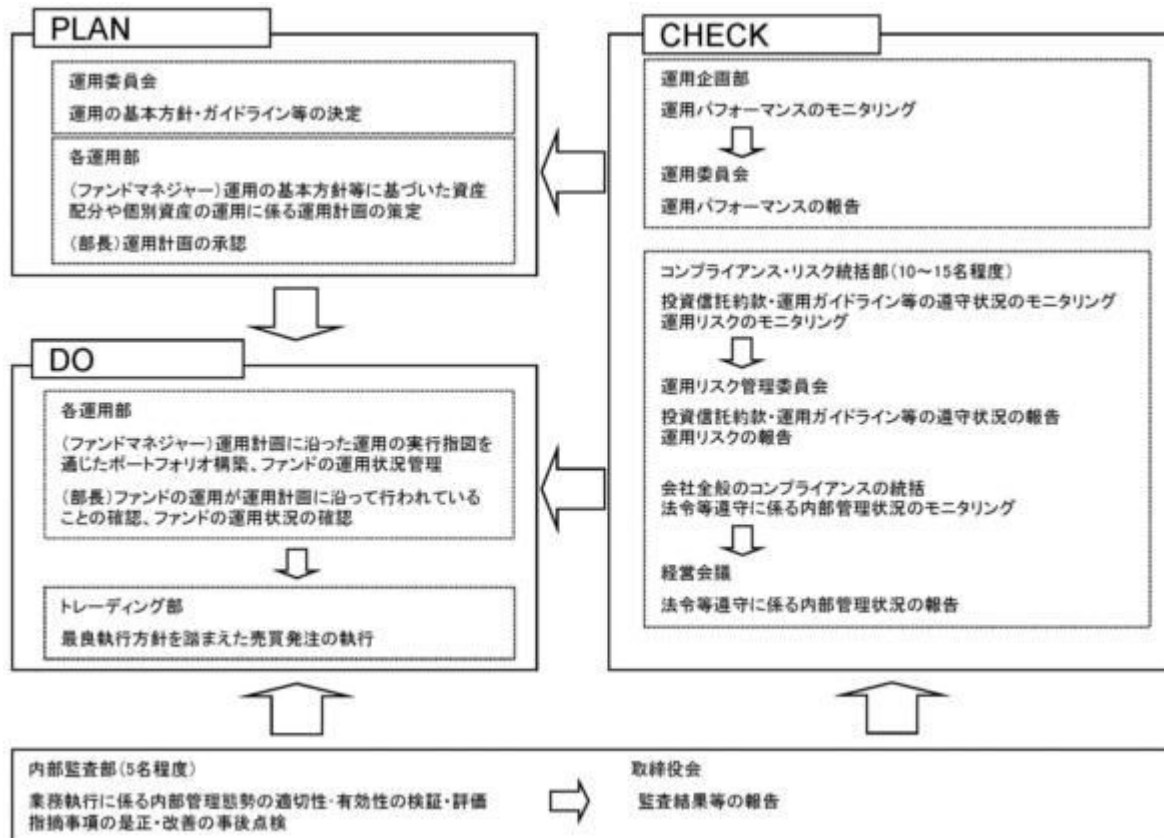 PLAN
運用委員会
運用の基本方針・ガイドライン等の決定
各運用部
(ファンドマネジャー)運用の基本方針等に基づいた資産
配分や個別資産の運用に係る運用計画の策定
(部長)運用計画の承認
DO
各運用部
(ファンドマネジャー)運用計画に沿った運用の実行指図を
通じたポートフォリオ構築、ファンドの運用状況管理
(部長)ファンドの運用が運用計画に沿って行われている
ことの確認、ファンドの運用状況の確認
トレーディング部
最良執行方針を踏まえた売買発注の執行
CHECK
運用企画部
運用パフォーマンスのモニタリング
運用委員会
運用パフォーマンスの報告
コンプライアンス・リスク統括部(10～15名程度)
投資信託約款・運用ガイドライン等の遵守状況のモニタリング
運用リスクのモニタリング
運用リスク管理委員会
投資信託約款・運用ガイドライン等の遵守状況の報告
運用リスクの報告
会社全般のコンプライアンスの統括
法令等遵守に係る内部管理状況のモニタリング
経営会議
法令等遵守に係る内部管理状況の報告
内部監査部(5名程度)
業務執行に係る内部管理態勢の適切性・有効性の検証・評価
指摘事項の是正・改善の事後点検
取締役会
監査結果等の報告